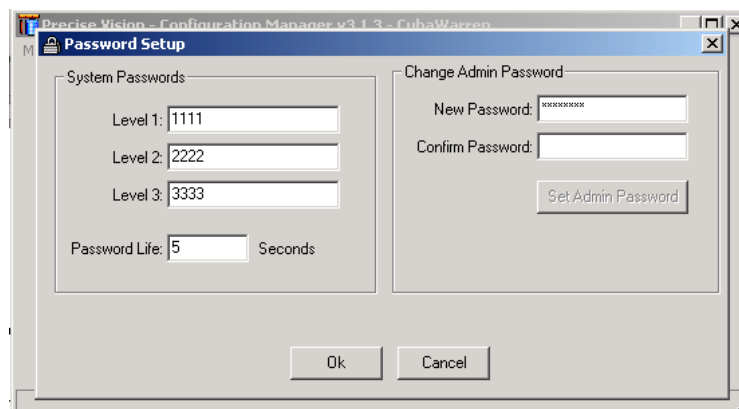 Precise Vision - Configuration Manager v3.1.3 - CubaWarren
M
Password Setup
System Passwords
Level 1: 1111
Level 2: 2222
Level 3: 3333
Password Life: 5 Seconds
Change Admin Password
New Password: ********
Confirm Password:
Set Admin Password
Ok
Cancel